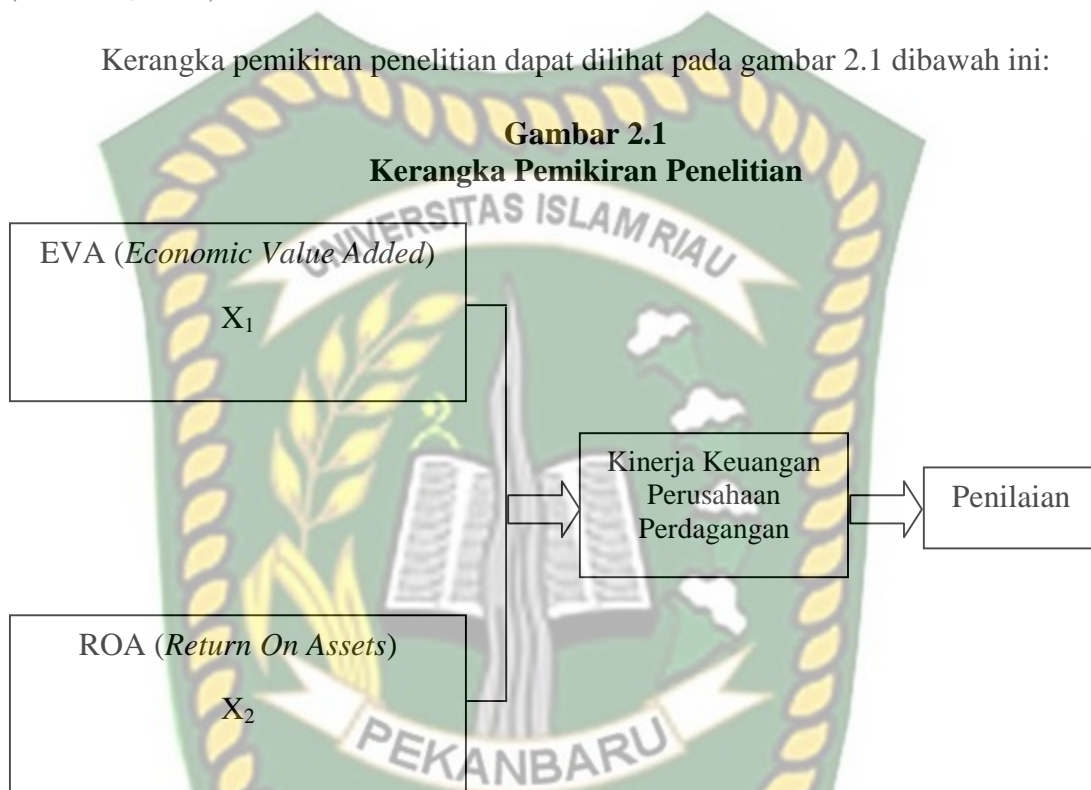 Kerangka pemikiran penelitian dapat dilihat pada gambar 2.1 dibawah ini:
Gambar 2.1
Kerangka Pemikiran Penelitian
UNIVERSITAS ISLAM RIAU
EVA (Economic Value Added)
X₁
Kinerja Keuangan
Perusahaan
Perdagangan
Penilaian
ROA (Return On Assets)
X₂
PEKANBARU